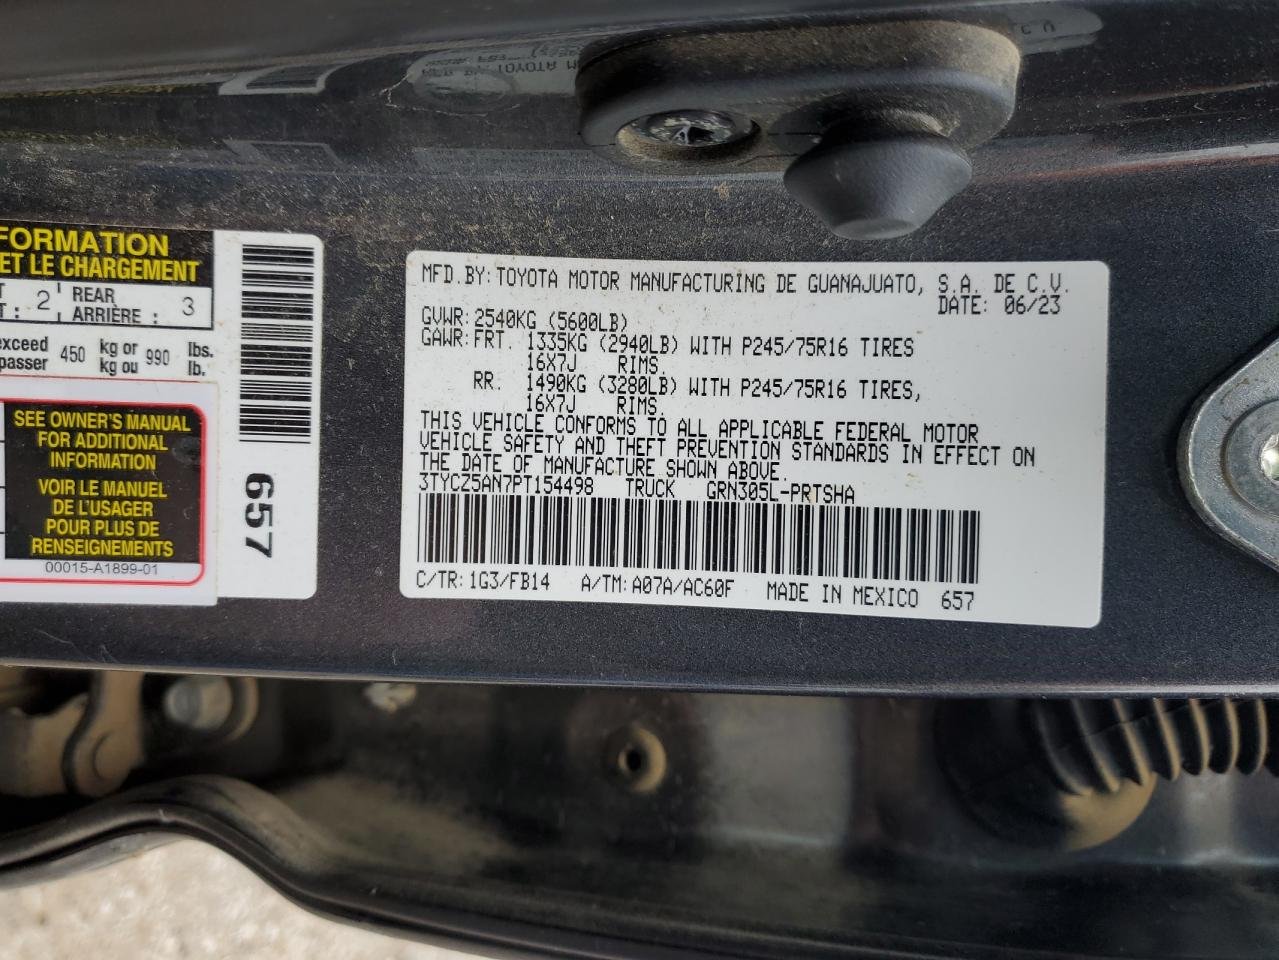 FORMATION
ET LE CHARGEMENT
2 REAR 3
: ARRIÈRE :
exceed 450 kg or 990 lbs.
passer kg ou lb.
SEE OWNER'S MANUAL
FOR ADDITIONAL
INFORMATION
VOIR LE MANUEL
DE L'USAGER
POUR PLUS DE
RENSEIGNEMENTS
00015-A1899-01
657
MFD.BY:TOYOTA MOTOR MANUFACTURING DE GUANAJUATO, S.A. DE C.V.
DATE: 06/23
GVWR:2540KG (5600LB)
GAWR:FRT. 1335KG (2940LB) WITH P245/75R16 TIRES
16X7J RIMS.
RR. 1490KG (3280LB) WITH P245/75R16 TIRES,
16X7J RIMS.
THIS VEHICLE CONFORMS TO ALL APPLICABLE FEDERAL MOTOR
VEHICLE SAFETY AND THEFT PREVENTION STANDARDS IN EFFECT ON
THE DATE OF MANUFACTURE SHOWN ABOVE.
3TYCZ5AN7PT154498 TRUCK GRN305L-PRTSHA
C/TR:1G3/FB14 A/TM:A07A/AC60F MADE IN MEXICO 657